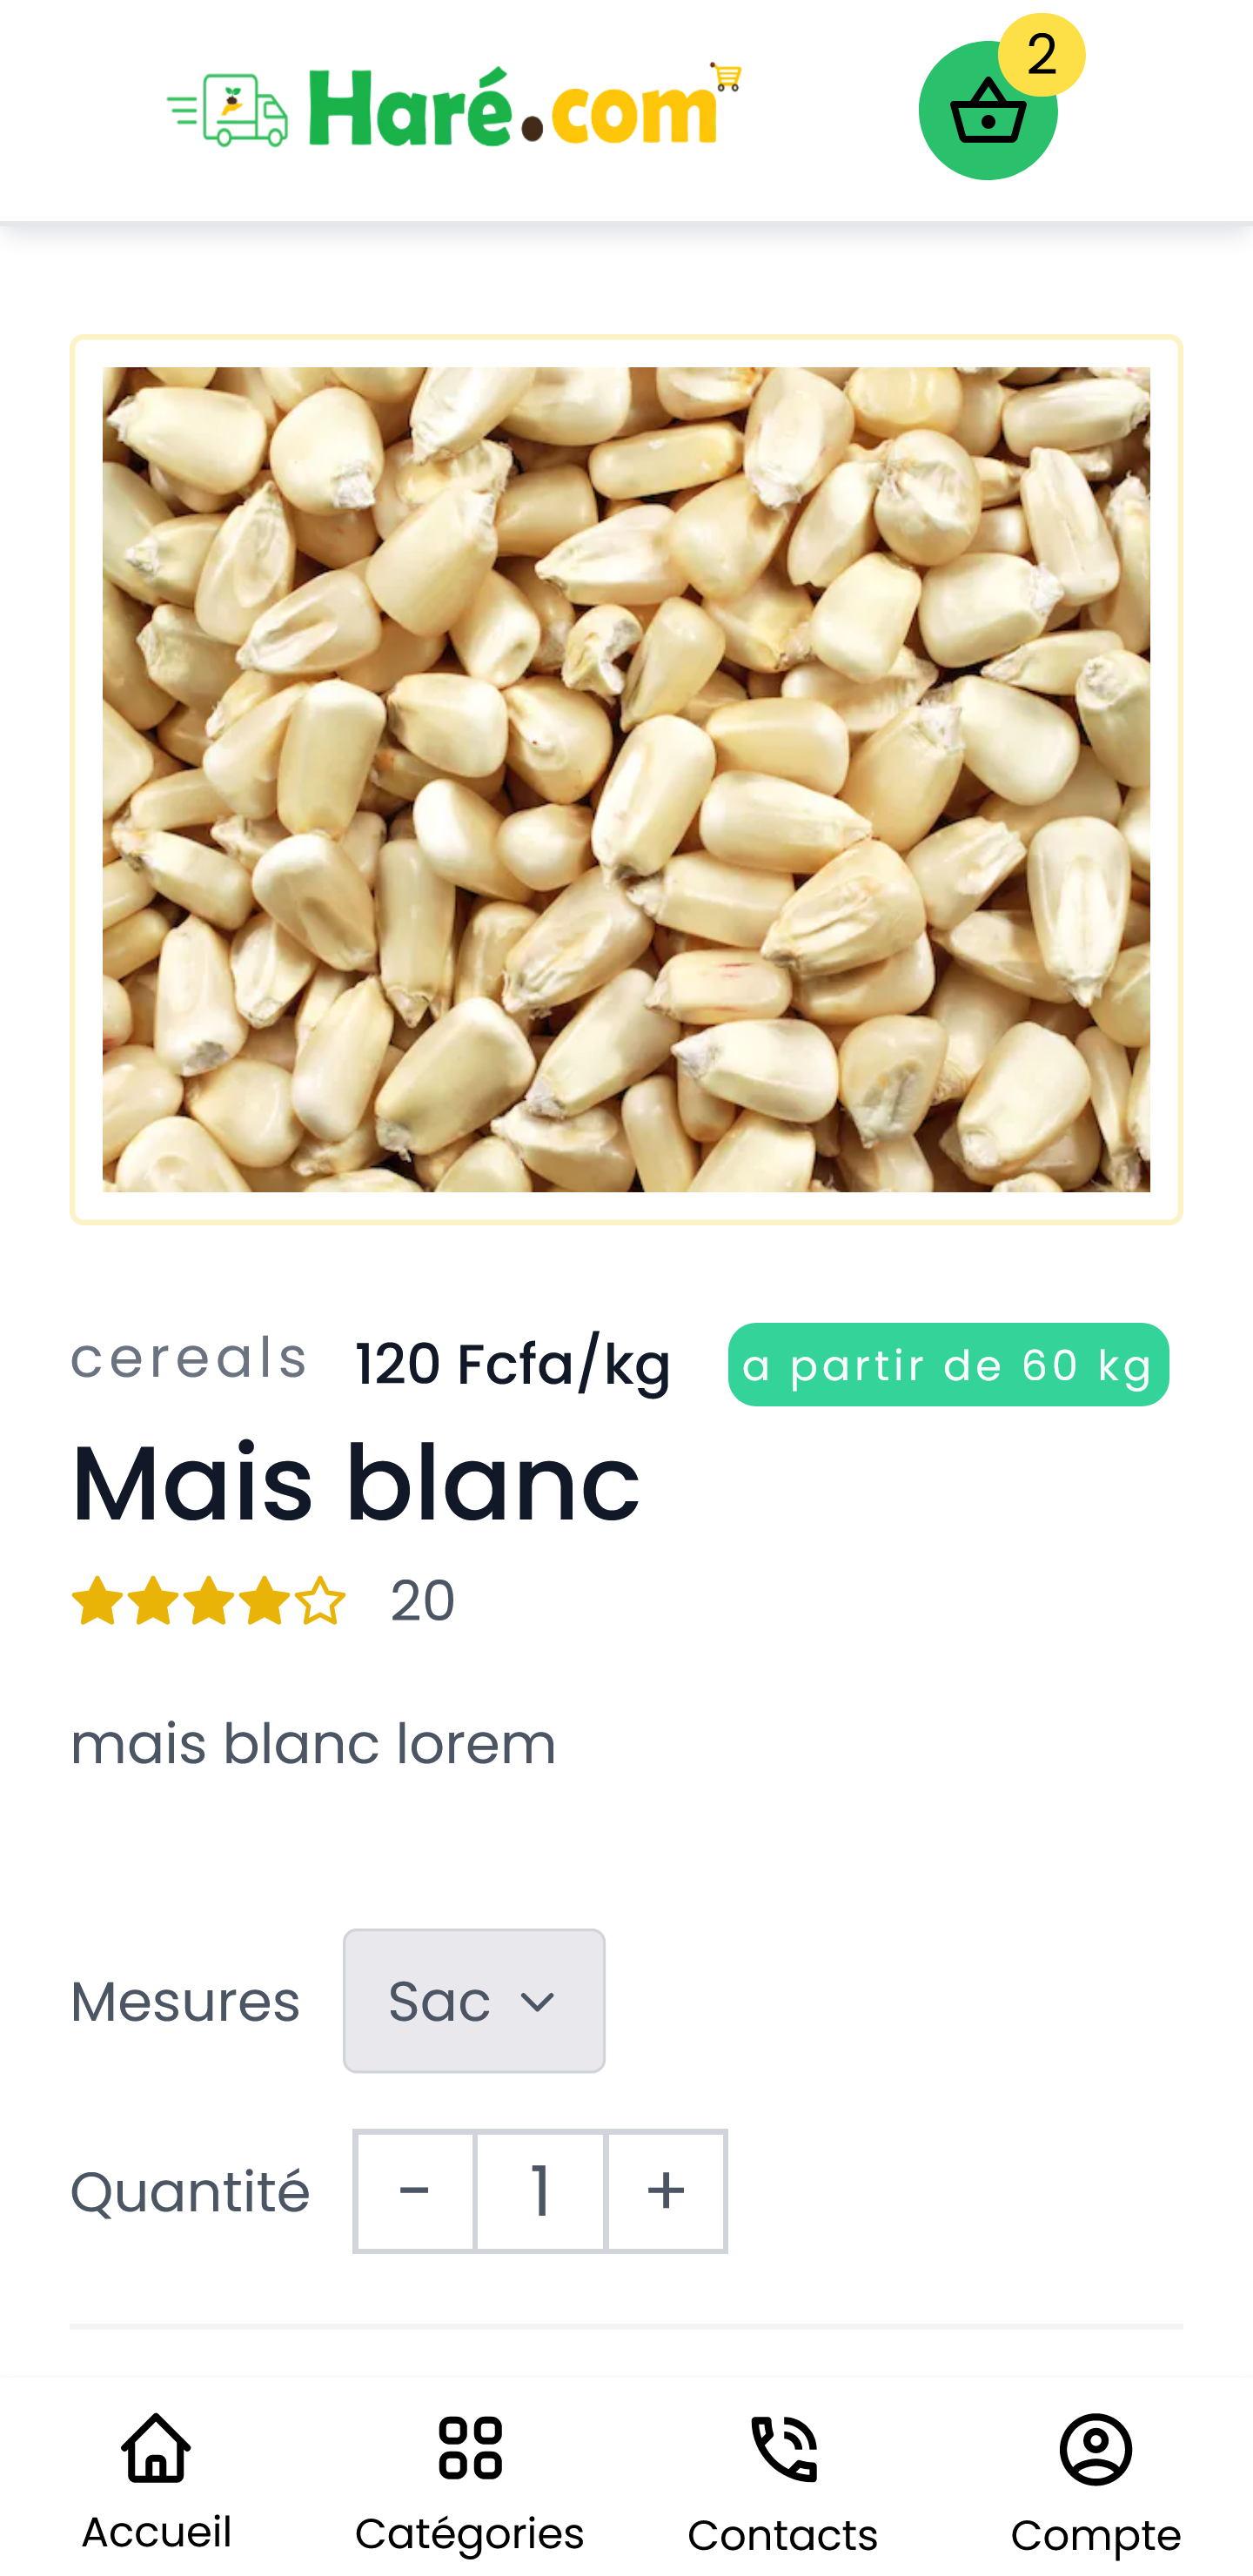 Haré.com
2
cereals 120 Fcfa/kg a partir de 60 kg
Mais blanc
20
mais blanc lorem
Mesures Sac
Quantité - 1 +
Accueil Catégories Contacts Compte